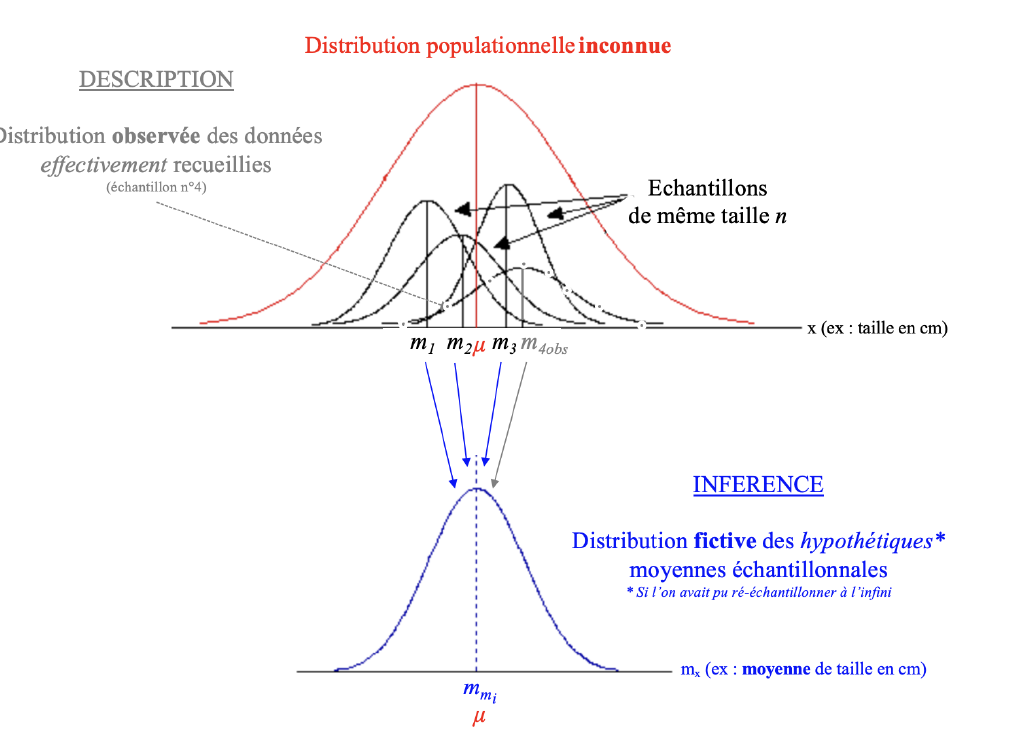 Distribution populationnelle inconnue
DESCRIPTION
Distribution observée des données
effectivement recueillies
(échantillon n°4)
Echantillons
de même taille n
x (ex : taille en cm)
m1 m2 μ m3 m4obs
INFERENCE
Distribution fictive des hypothétiques*
moyennes échantillonnales
* Si l'on avait pu ré-échantillonner à l'infini
mx (ex : moyenne de taille en cm)
mmi
μ